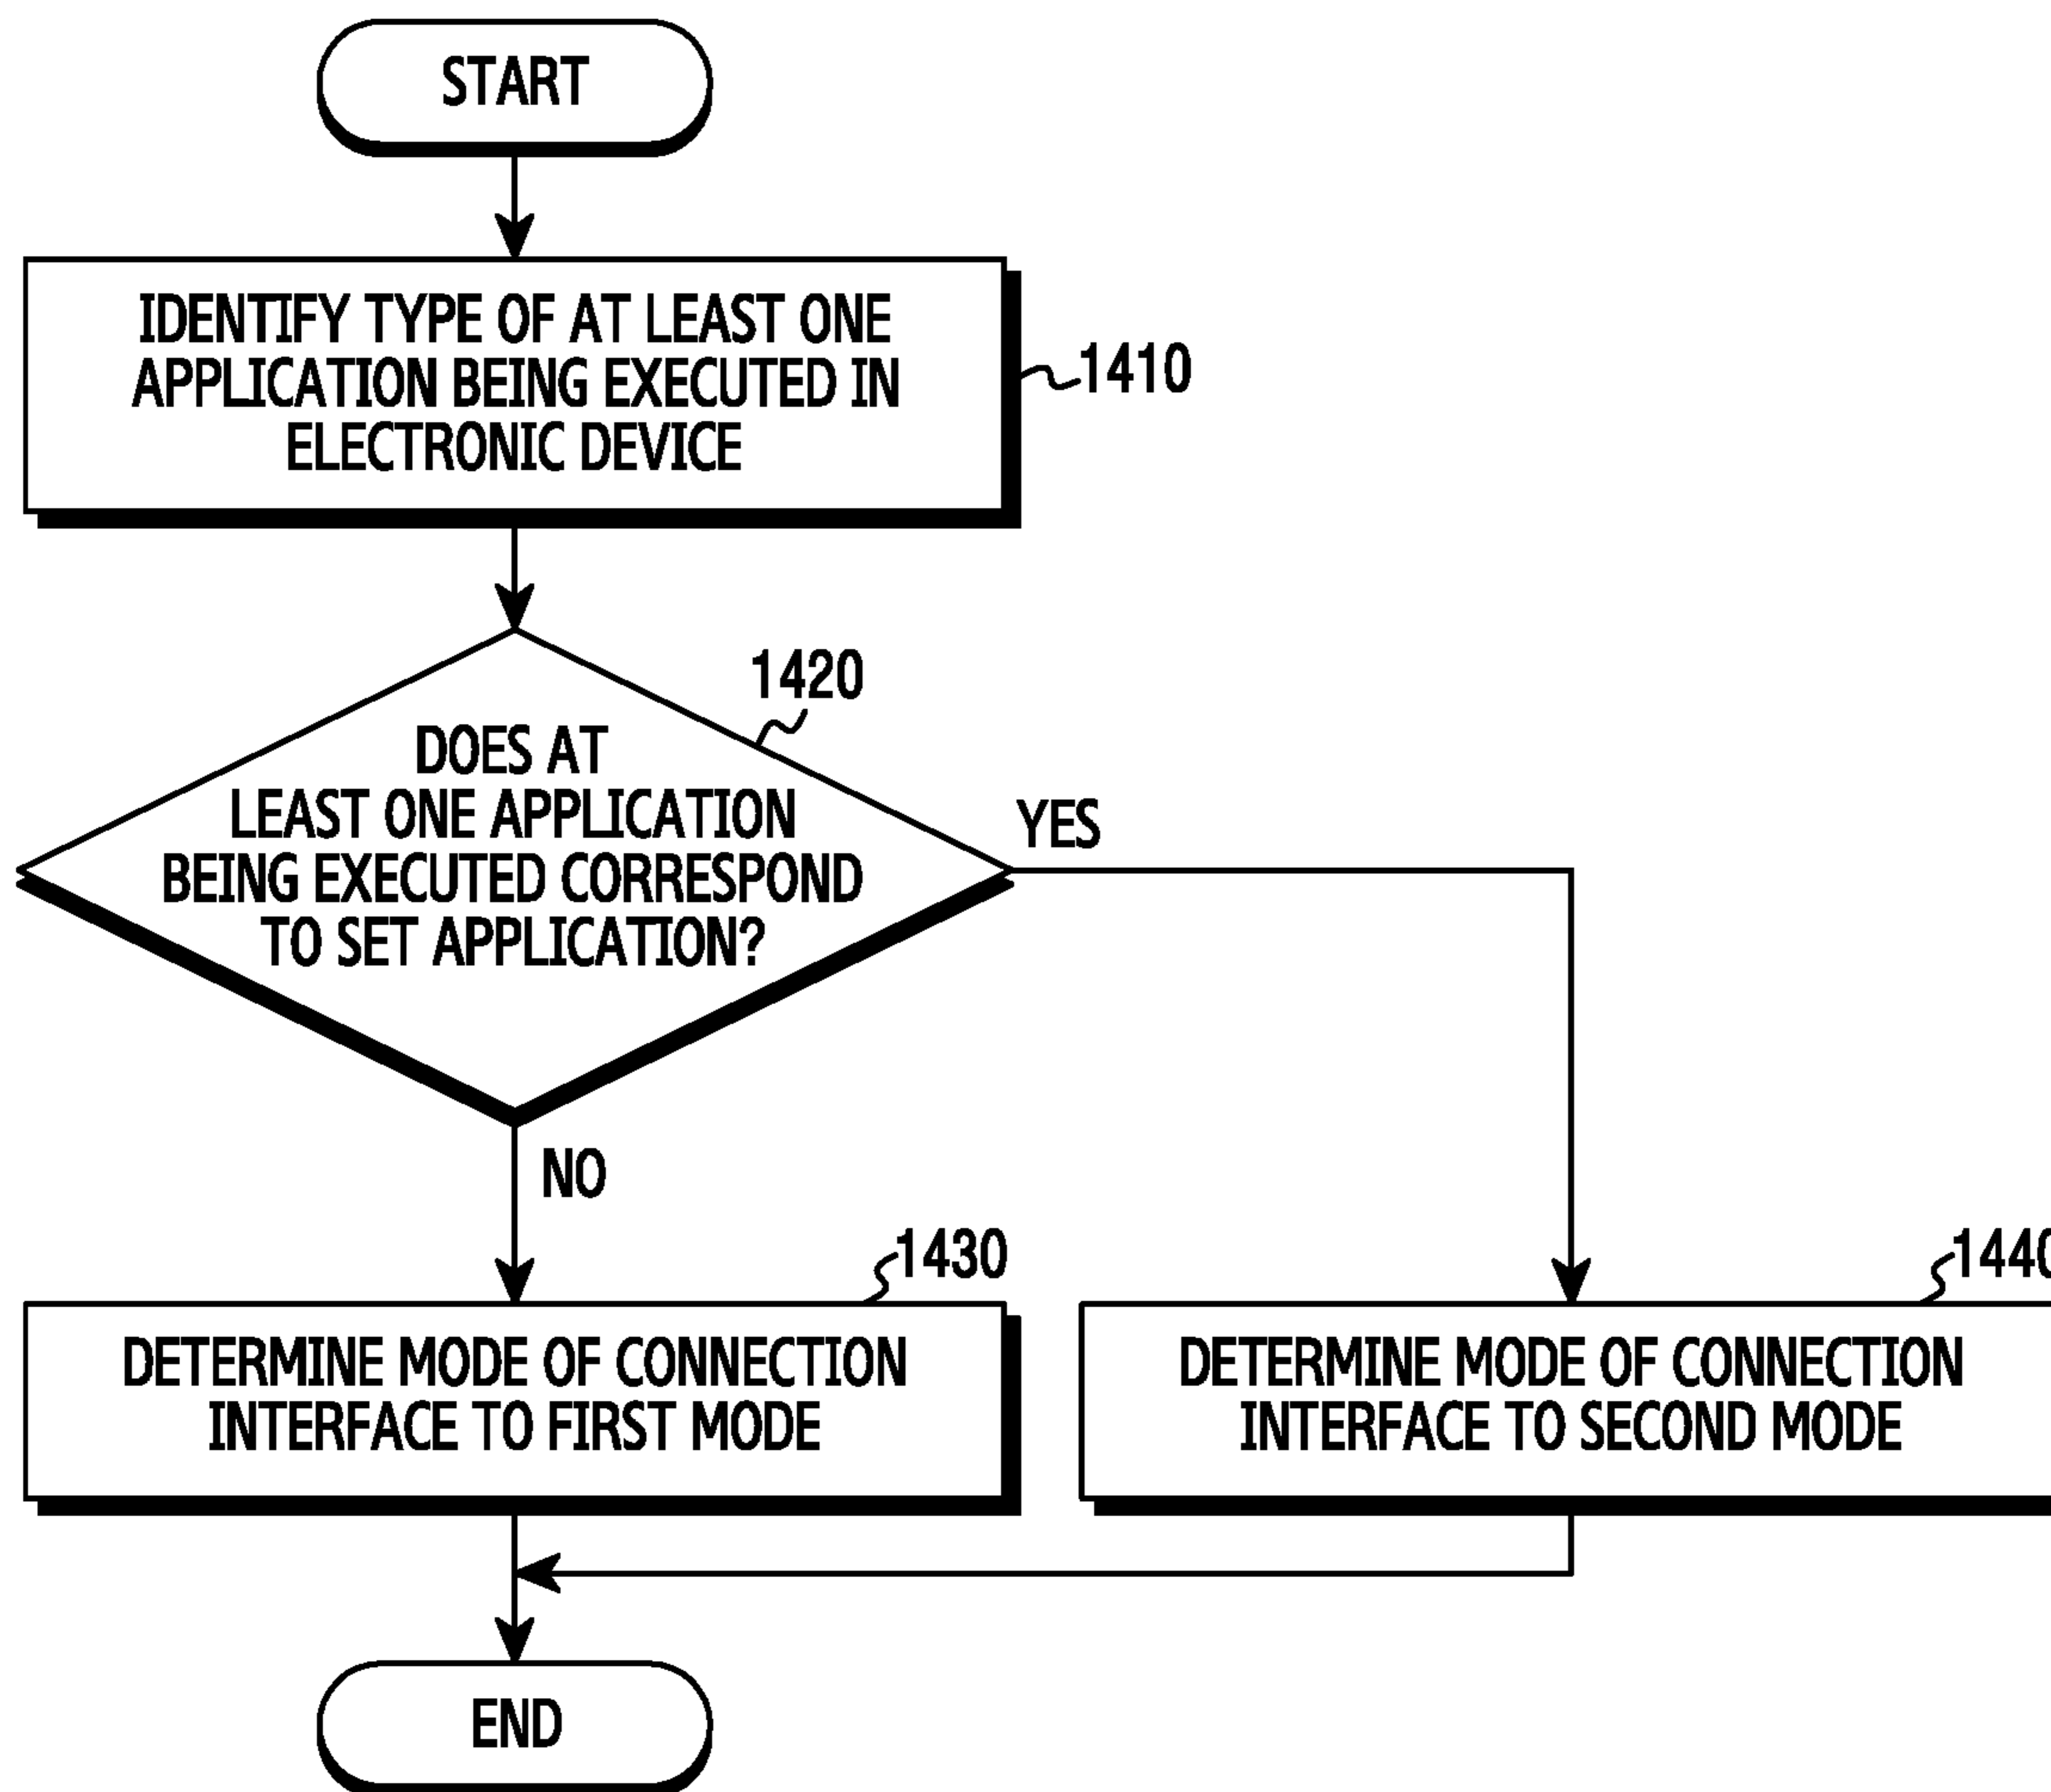 START
IDENTIFY TYPE OF AT LEAST ONE
APPLICATION BEING EXECUTED IN
ELECTRONIC DEVICE
1410
1420
DOES AT
LEAST ONE APPLICATION
BEING EXECUTED CORRESPOND
TO SET APPLICATION?
YES
NO
1430
DETERMINE MODE OF CONNECTION
INTERFACE TO FIRST MODE
1440
DETERMINE MODE OF CONNECTION
INTERFACE TO SECOND MODE
END